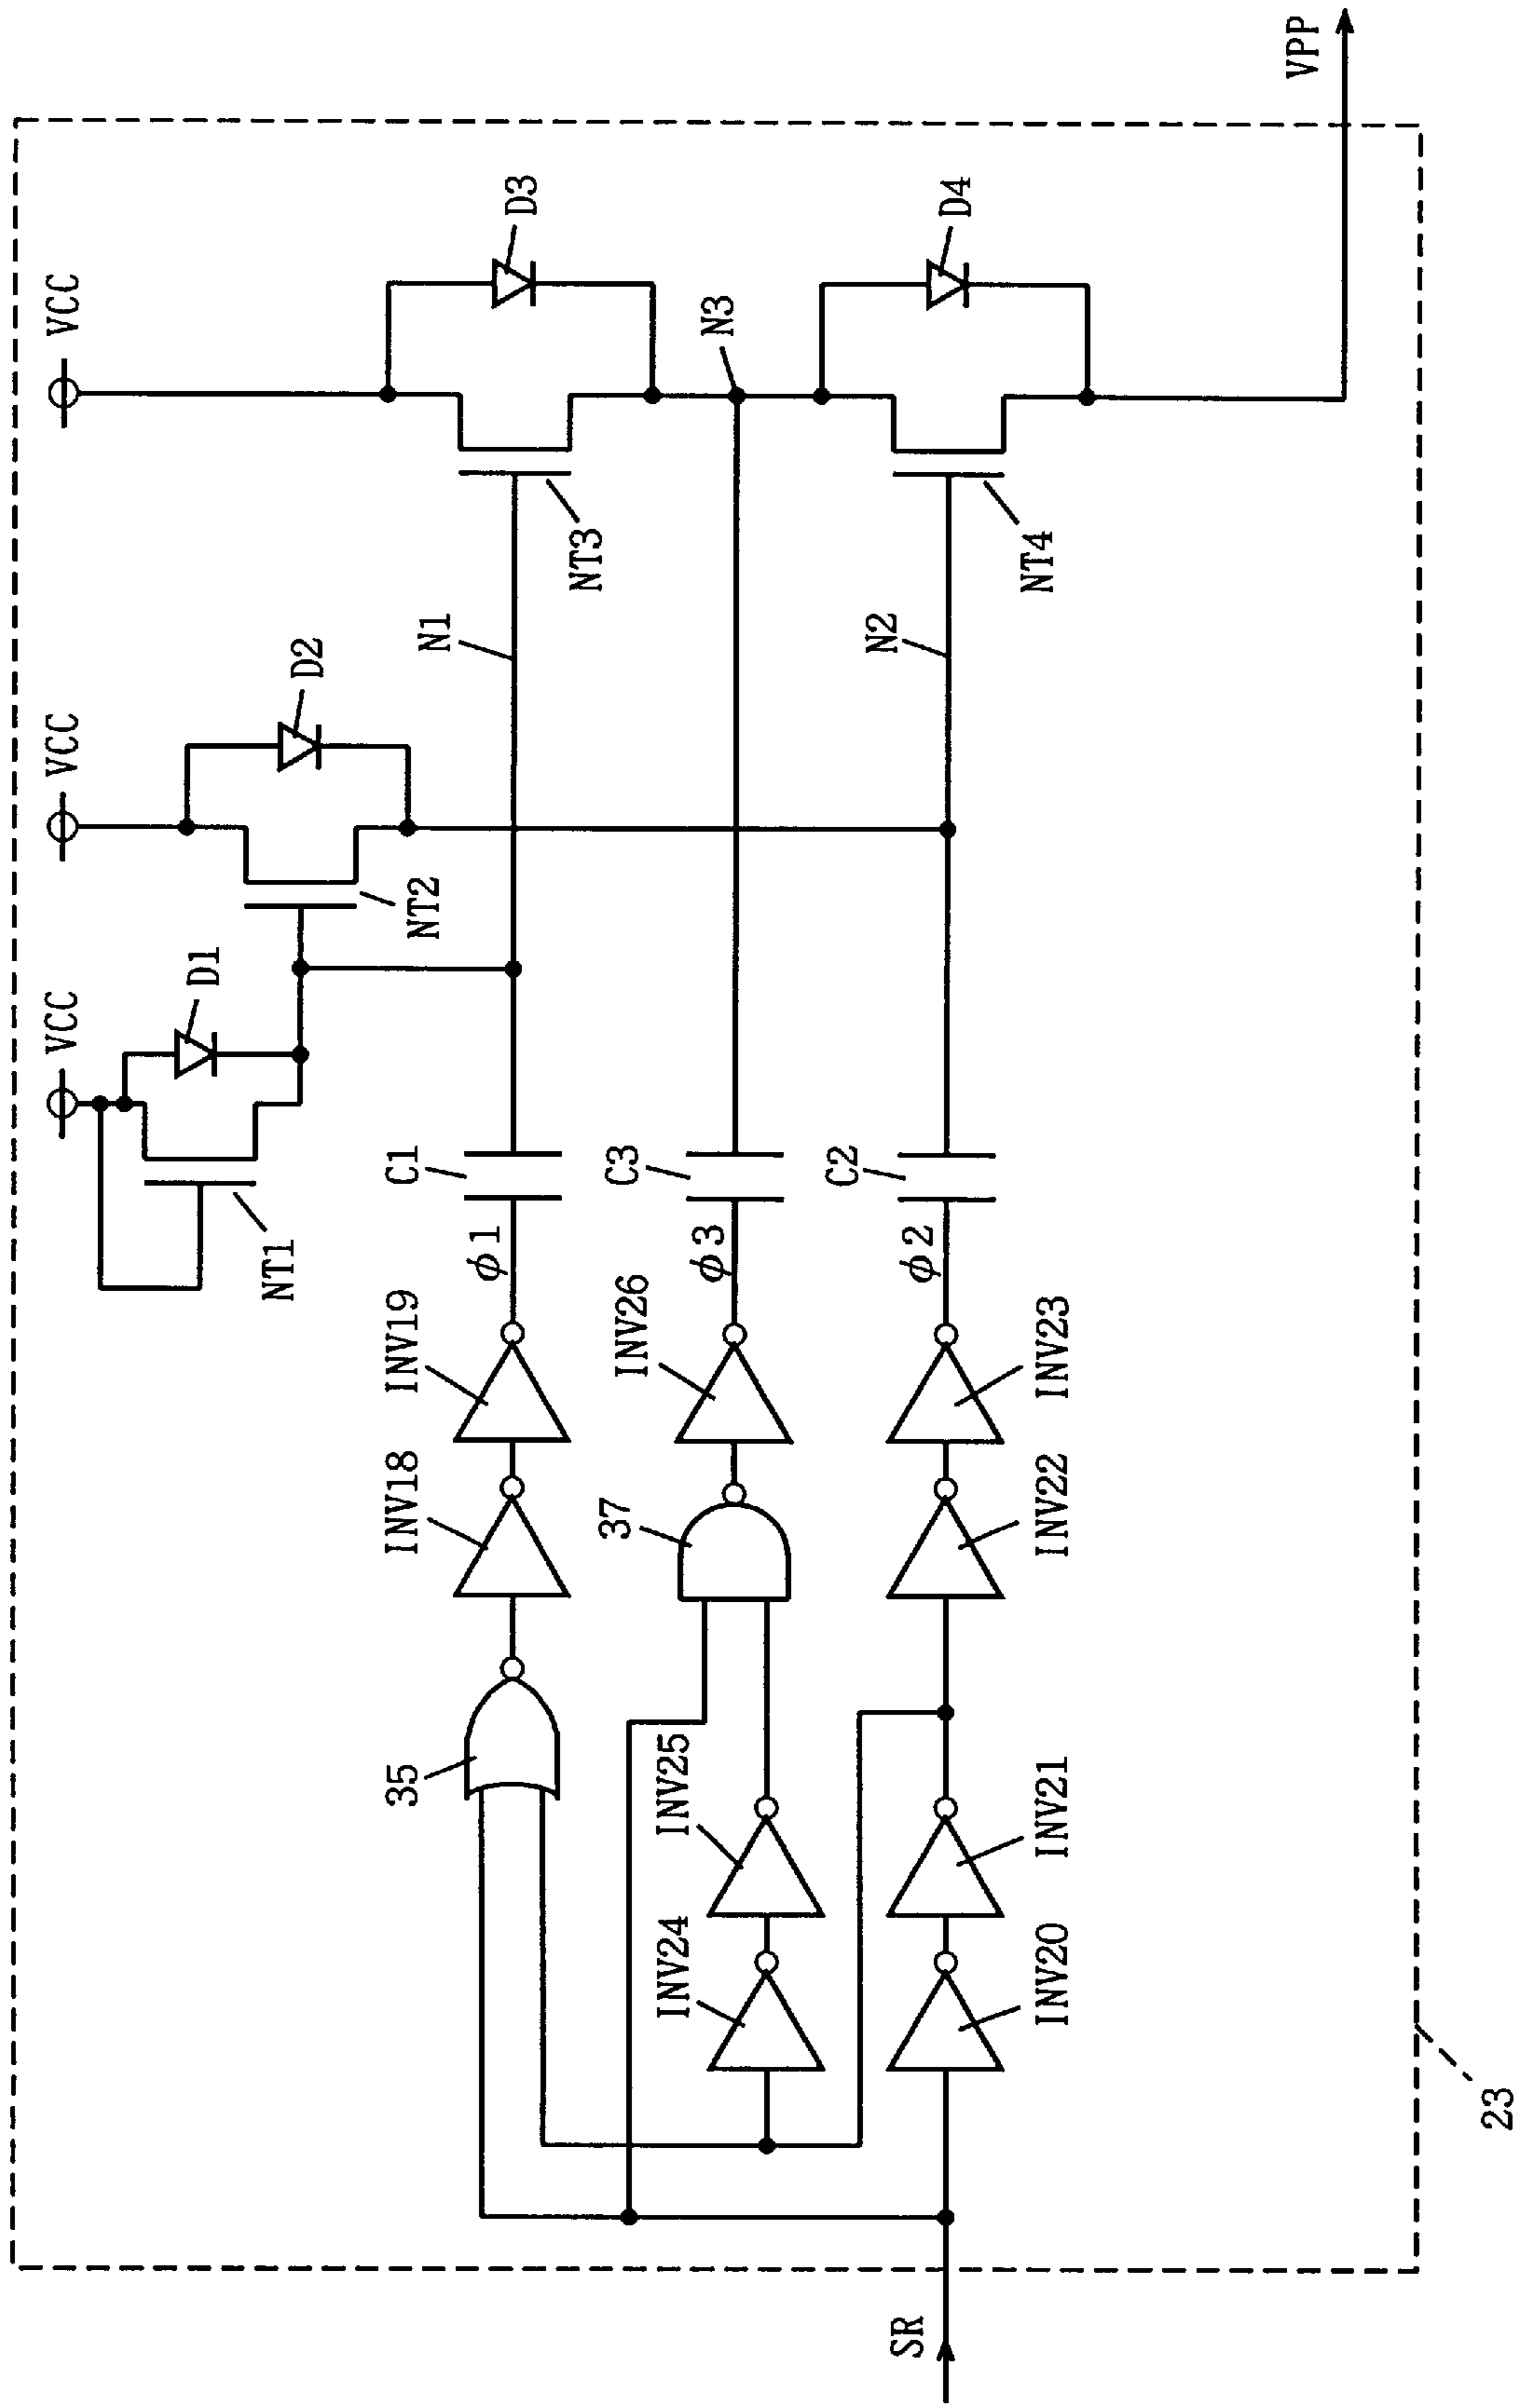 VCC
VCC
VCC
D1
D2
D3
D4
NT1
NT2
NT3
NT4
N1
N2
N3
VPP
C1
C3
C2
ϕ1
ϕ3
ϕ2
INV18
INV19
INV26
INV22
INV23
35
37
INV24
INV25
INV20
INV21
SR
23